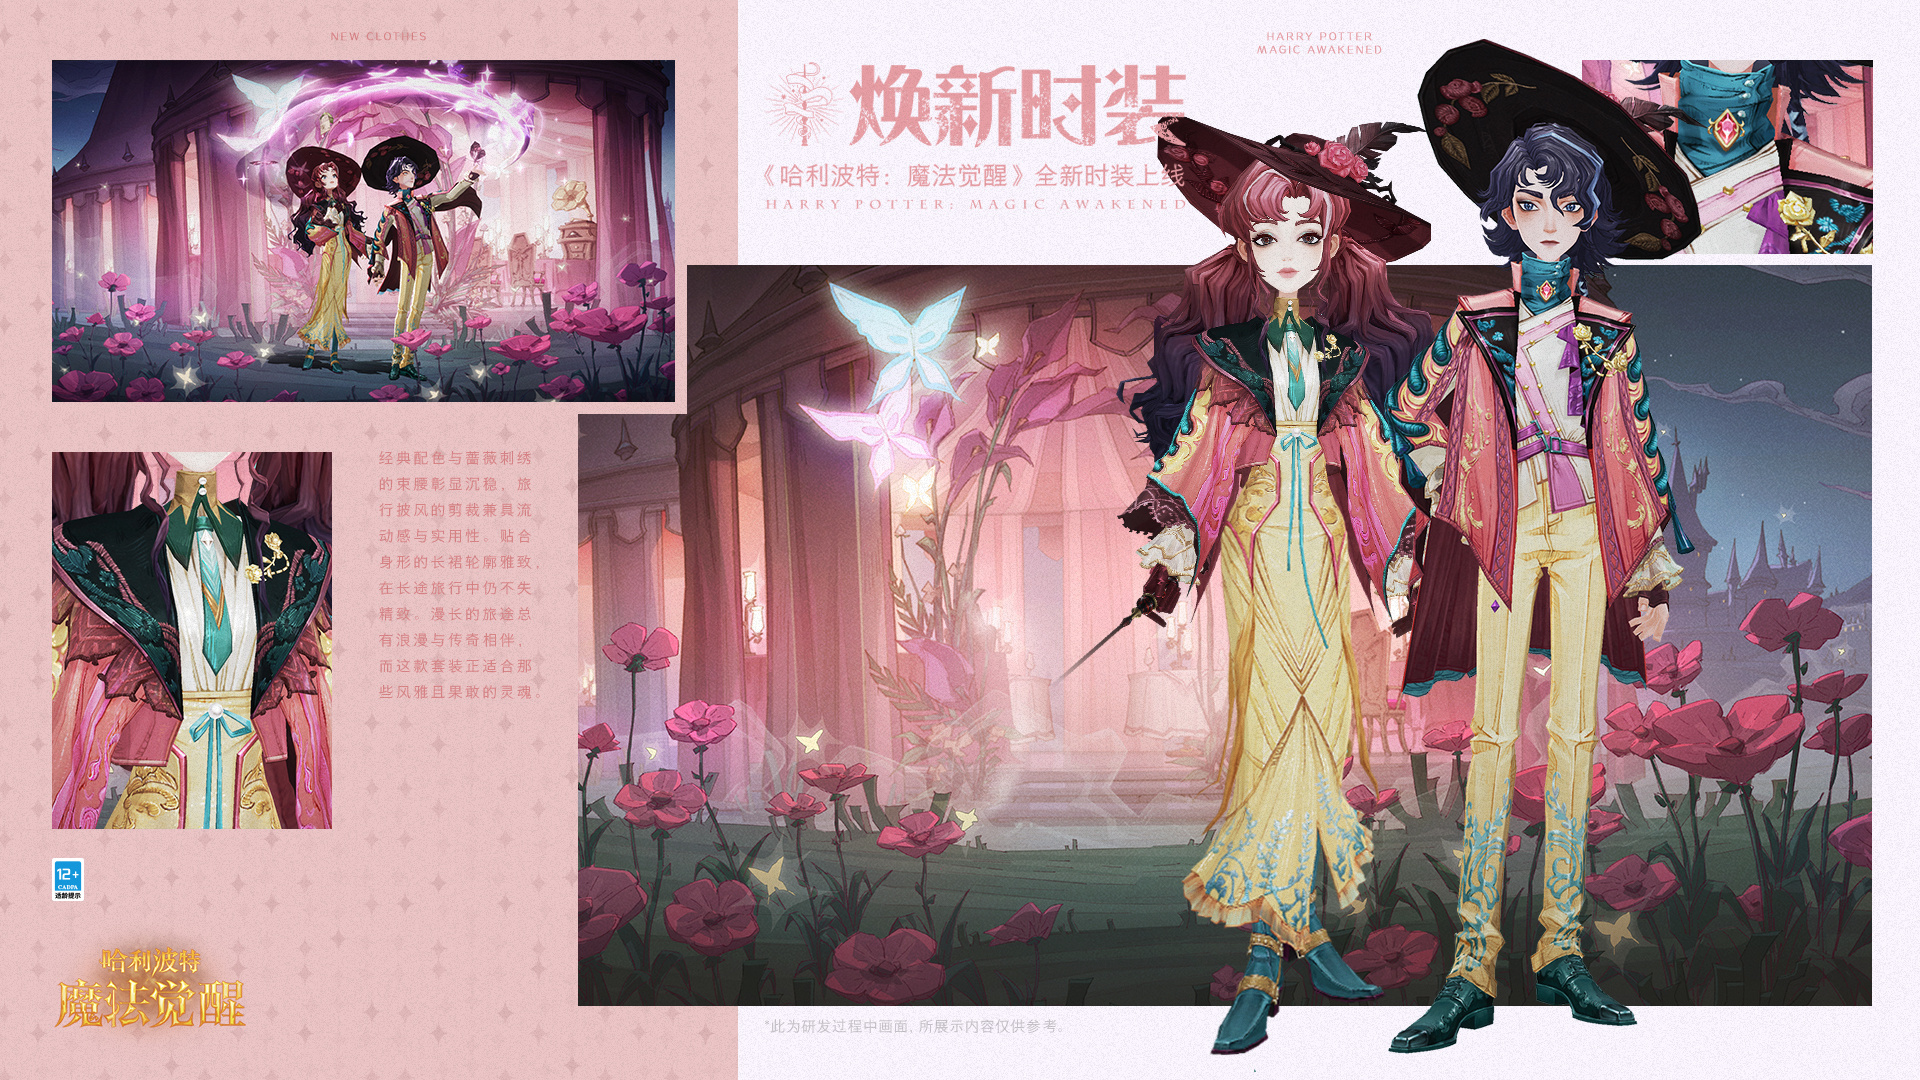 NEW CLOTHES
HARRY POTTER
MAGIC AWAKENED
焕新时装
《哈利波特：魔法觉醒》全新时装上线
HARRY POTTER: MAGIC AWAKENED
经典配色与蔷薇刺绣
的束腰彰显沉稳，旅
行披风的剪裁兼具流
动感与实用性。贴合
身形的长裙轮廓雅致，
在长途旅行中仍不失
精致。漫长的旅途总
有浪漫与传奇相伴，
而这款套装正适合那
些风雅且果敢的灵魂。
12+
CADPA
适龄提示
哈利波特
魔法觉醒
*此为研发过程中画面, 所展示内容仅供参考。